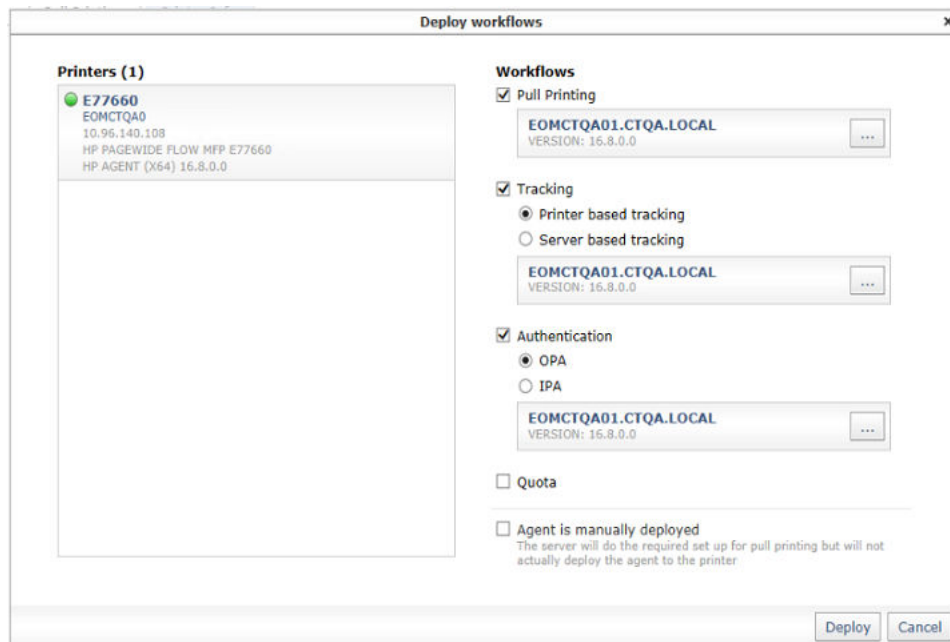 Deploy workflows
x
Printers (1)
E77660
EOMCTQA0
10.96.140.108
HP PAGEWIDE FLOW MFP E77660
HP AGENT (X64) 16.8.0.0
Workflows
Pull Printing
EOMCTQA01.CTQA.LOCAL
VERSION: 16.8.0.0
...
Tracking
Printer based tracking
Server based tracking
EOMCTQA01.CTQA.LOCAL
VERSION: 16.8.0.0
...
Authentication
OPA
IPA
EOMCTQA01.CTQA.LOCAL
VERSION: 16.8.0.0
...
Quota
Agent is manually deployed
The server will do the required set up for pull printing but will not
actually deploy the agent to the printer
Deploy
Cancel